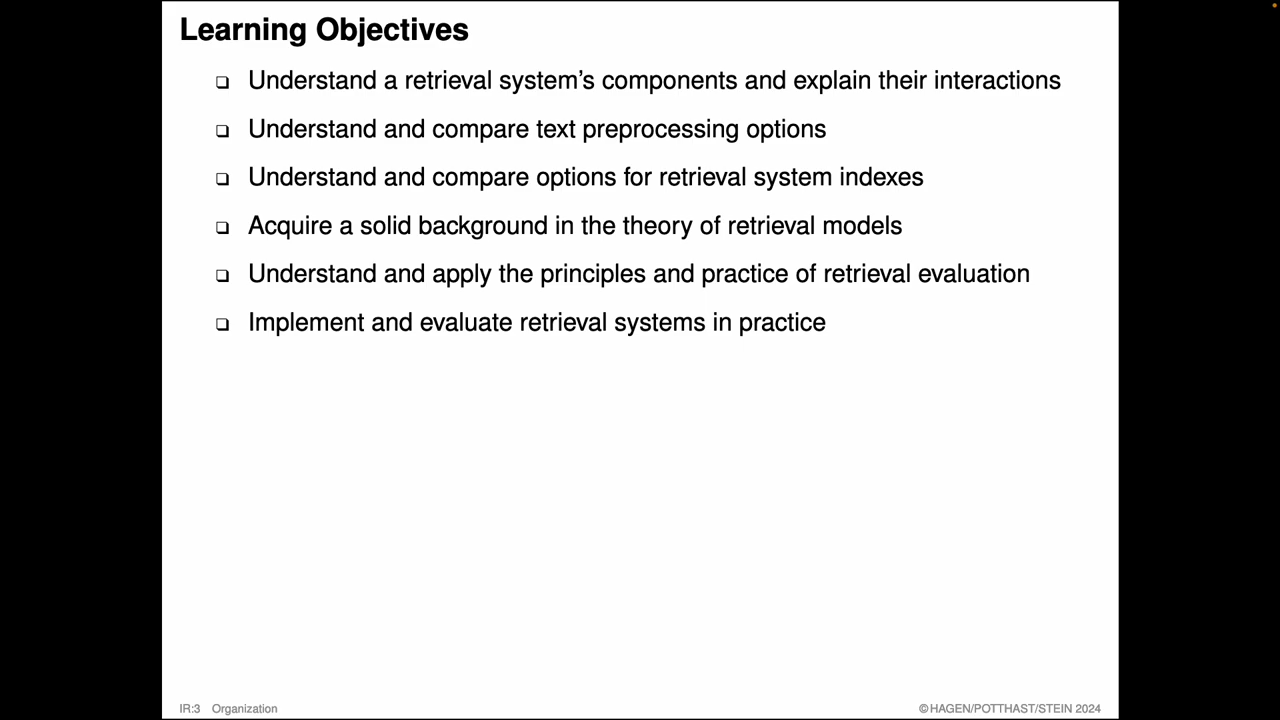 Learning Objectives
❑ Understand a retrieval system's components and explain their interactions
❑ Understand and compare text preprocessing options
❑ Understand and compare options for retrieval system indexes
❑ Acquire a solid background in the theory of retrieval models
❑ Understand and apply the principles and practice of retrieval evaluation
❑ Implement and evaluate retrieval systems in practice
IR:3 Organization
©HAGEN/POTTHAST/STEIN 2024